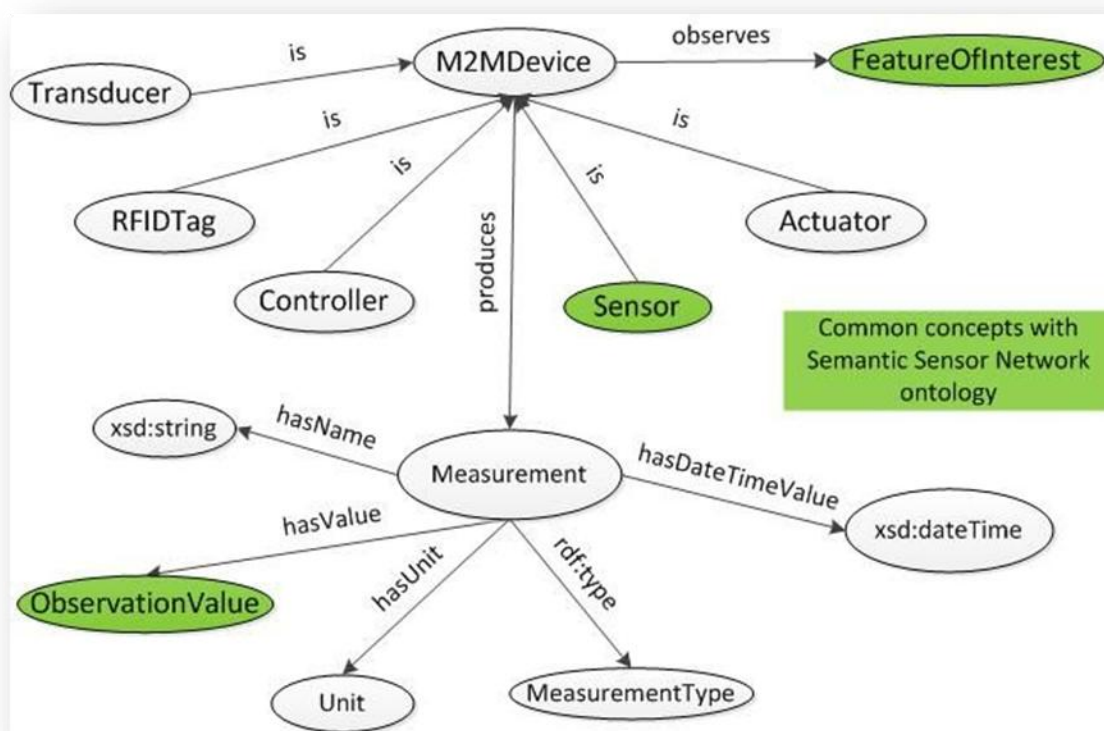 is
M2MDevice
observes
FeatureOfInterest
Transducer
is
is
is
is
RFIDTag
Actuator
produces
Controller
Sensor
Common concepts with
Semantic Sensor Network
ontology
xsd:string
hasName
Measurement
hasDateTimeValue
xsd:dateTime
hasValue
hasUnit
rdf:type
ObservationValue
Unit
MeasurementType